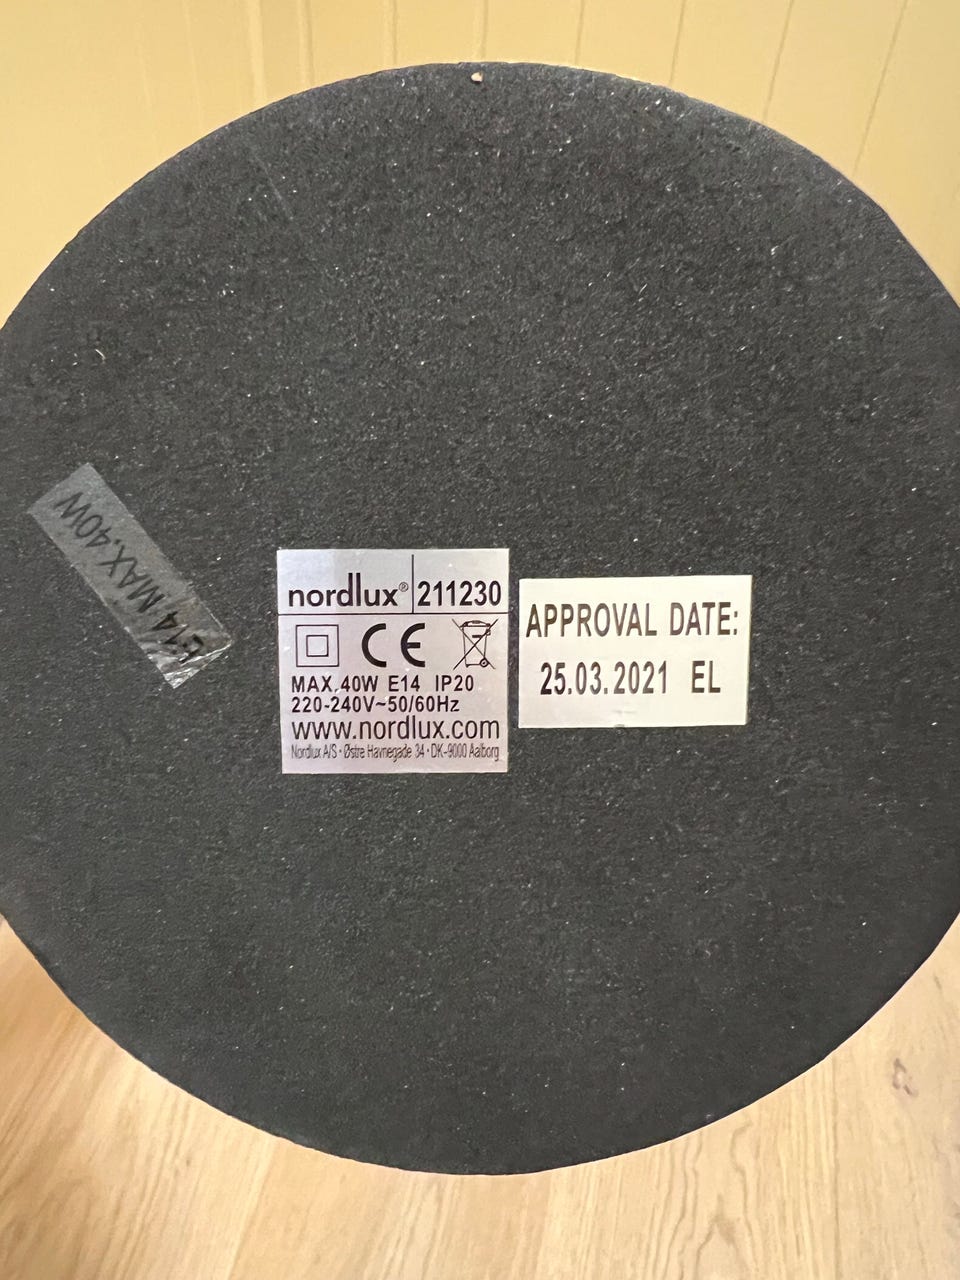 E14 MAX.40W
nordlux® 211230
CE
MAX.40W E14 IP20
220-240V~50/60Hz
www.nordlux.com
Nordlux A/S · Østre Havnegade 34 · DK-9000 Aalborg
APPROVAL DATE:
25.03.2021 EL